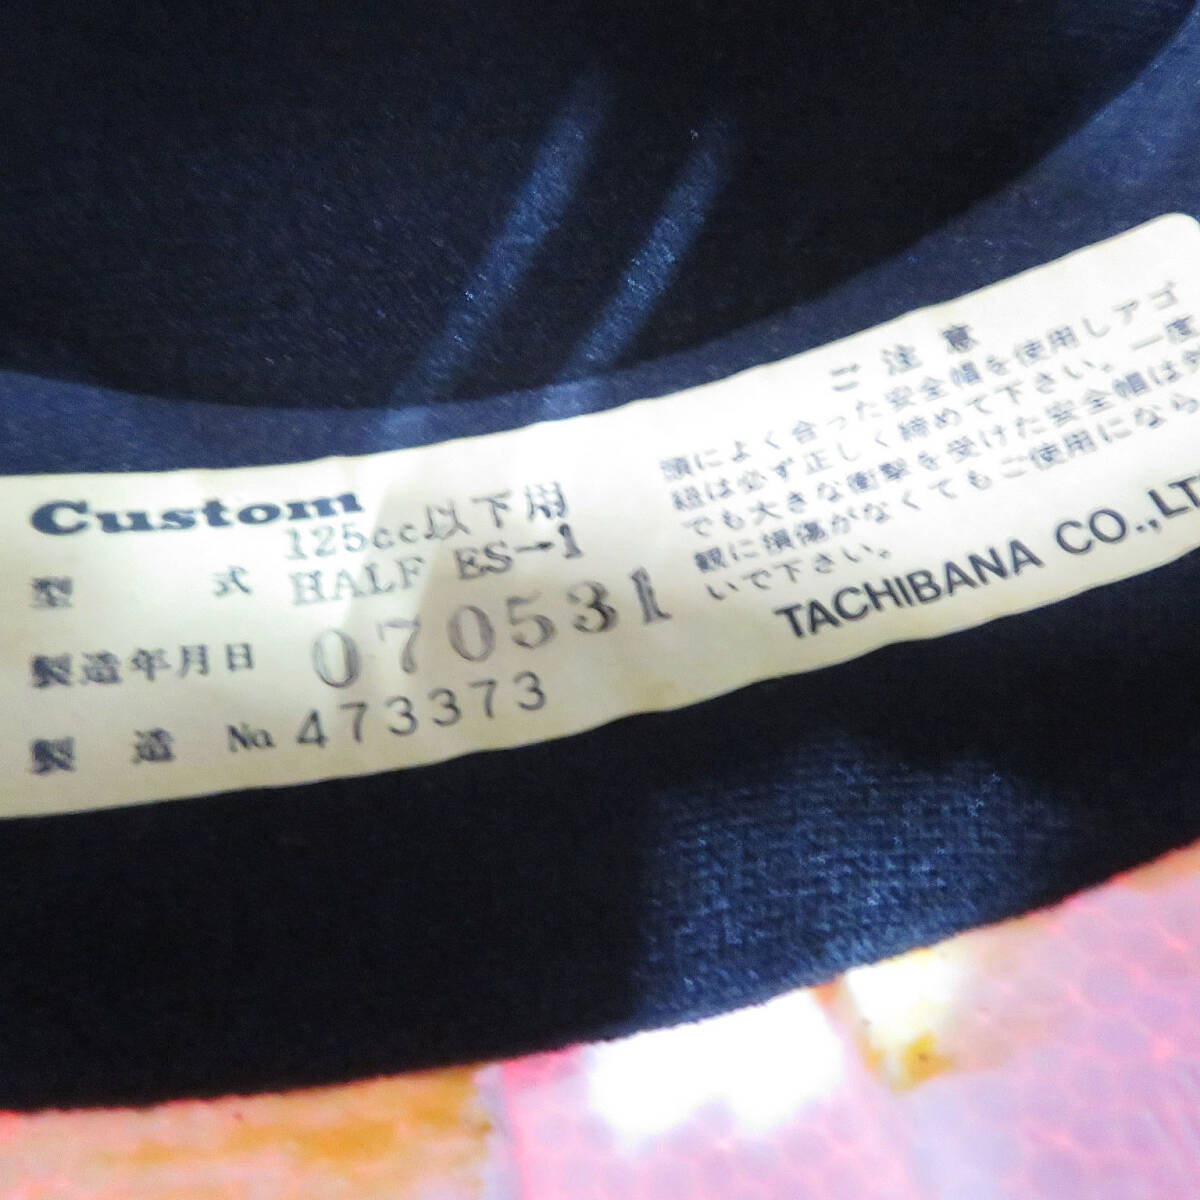 Custom
125cc以下用
型 式 HALF ES-1
製造年月日 070531
製 造 No 473373
ご 注 意
頭によく合った安全帽を使用しアゴ
紐は必ず正しく締めて下さい。一度
でも大きな衝撃を受けた安全帽は外
観に損傷がなくてもご使用になら
いで下さい。
TACHIBANA CO.,LT